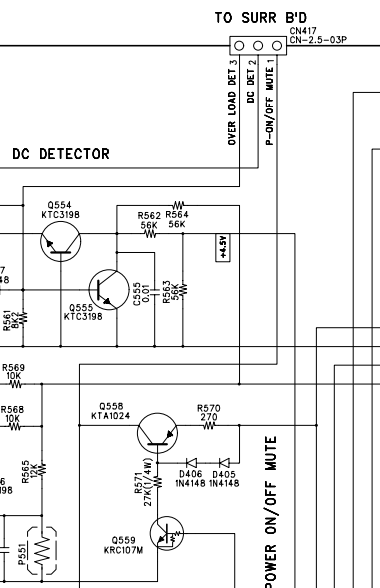 TO SURR B'D
CN417
CN-2.5-03P
OVER LOAD DET 3
DC DET 2
P-ON/OFF MUTE 1
DC DETECTOR
Q554
KTC3198
R562
56K
R564
56K
+4.5V
R561
8K2
Q555
KTC3198
C555
0.01
R563
56K
R569
10K
R568
10K
Q558
KTA1024
R570
270
R565
12K
R571
27K(1/4W)
D406
1N4148
D405
1N4148
Q559
KRC107M
P551
POWER ON/OFF MUTE